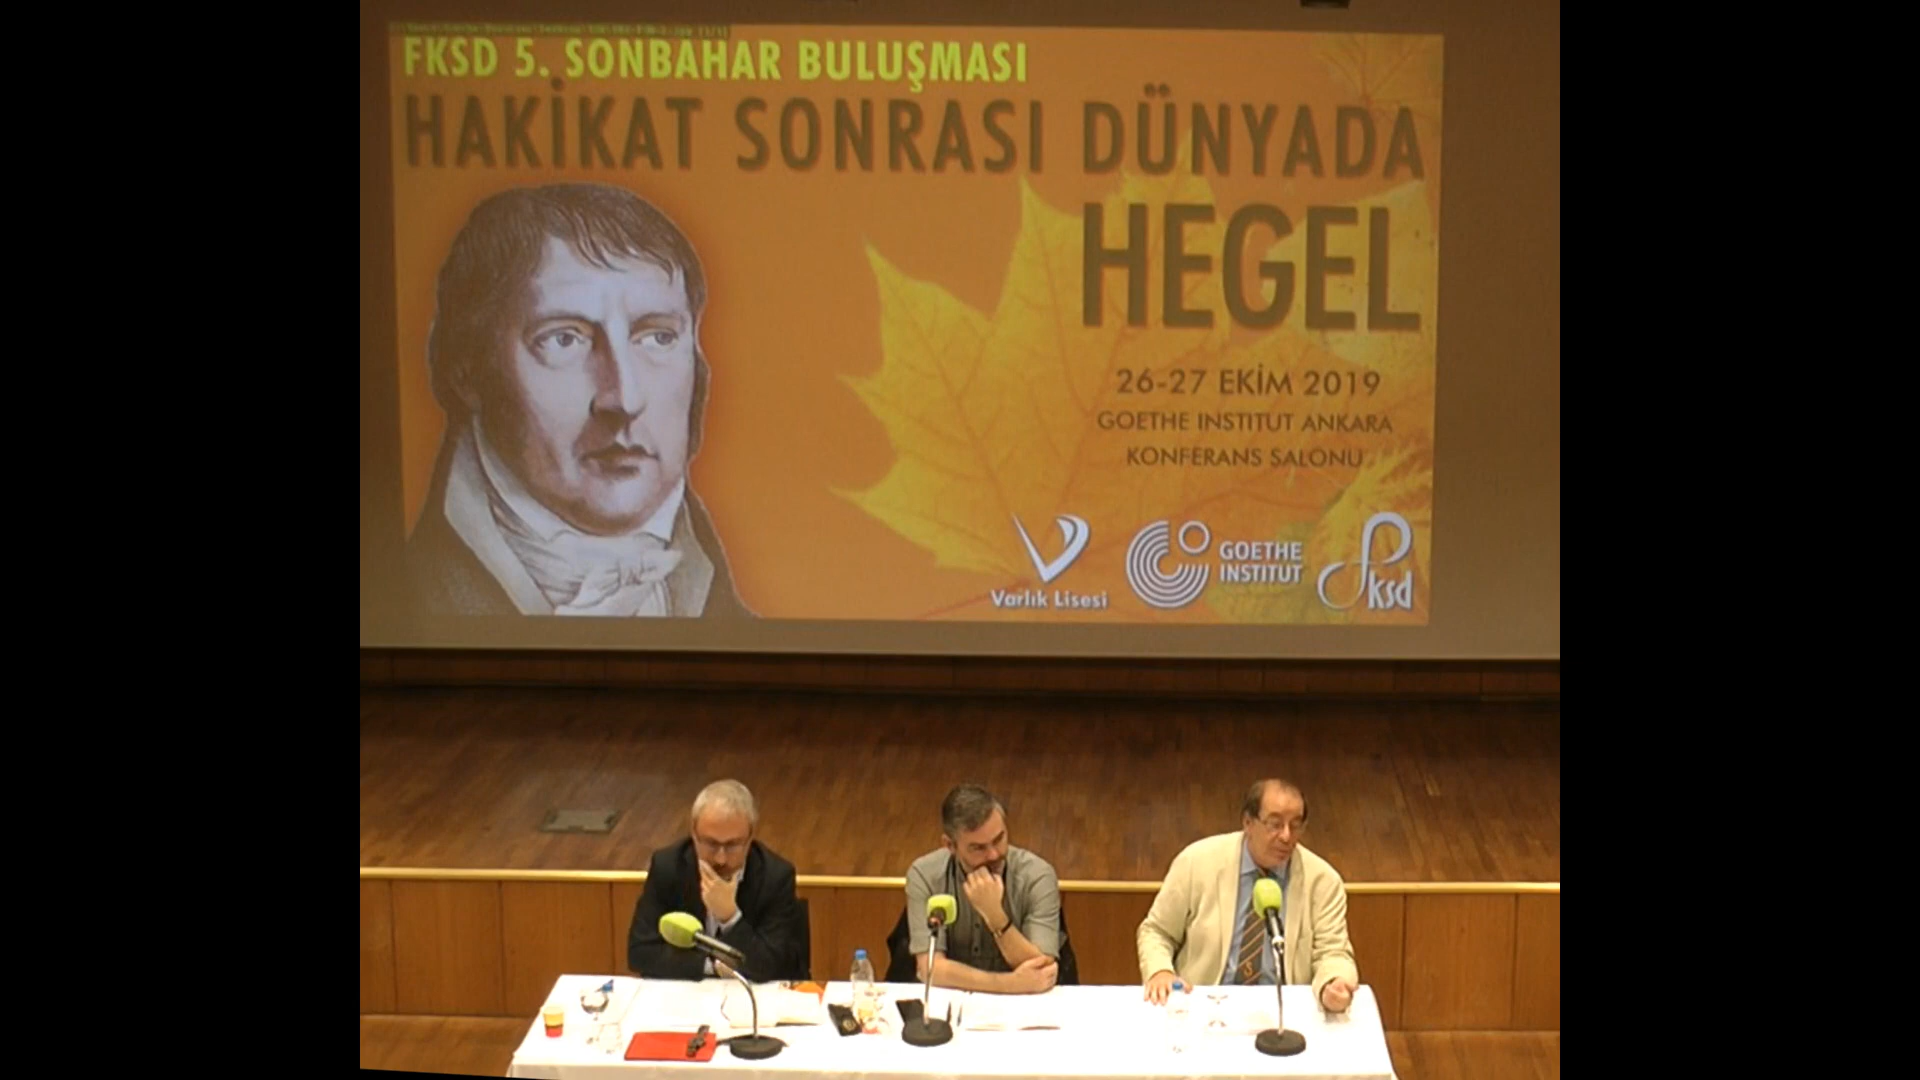 FKSD 5. SONBAHAR BULUŞMASI
HAKİKAT SONRASI DÜNYADA
HEGEL
26-27 EKİM 2019
GOETHE INSTITUT ANKARA
KONFERANS SALONU
Varlık Lisesi
GOETHE
INSTITUT
fksd